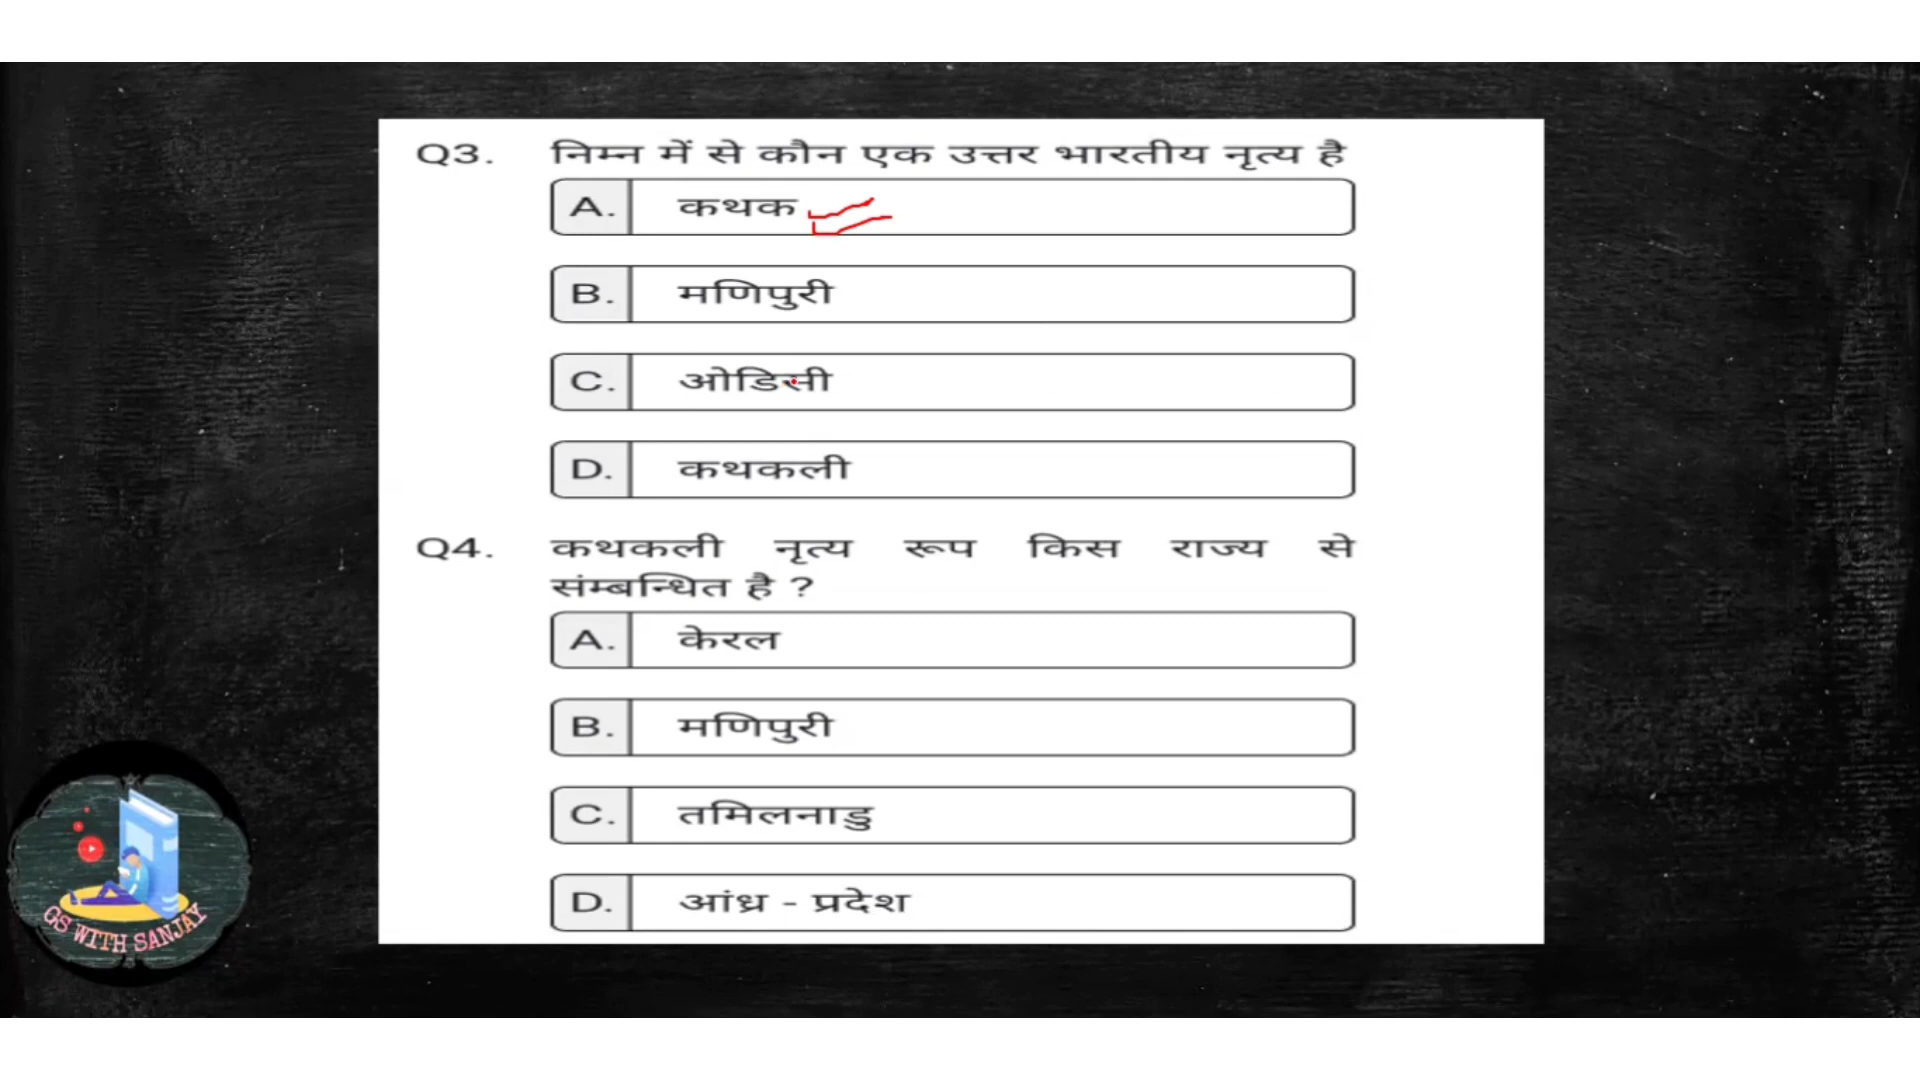 Q3. निम्न में से कौन एक उत्तर भारतीय नृत्य है
A. कथक
B. मणिपुरी
C. ओडिसी
D. कथकली
Q4. कथकली नृत्य रूप किस राज्य से
संम्बन्धित है ?
A. केरल
B. मणिपुरी
C. तमिलनाडु
D. आंध्र - प्रदेश
GS WITH SANJAY